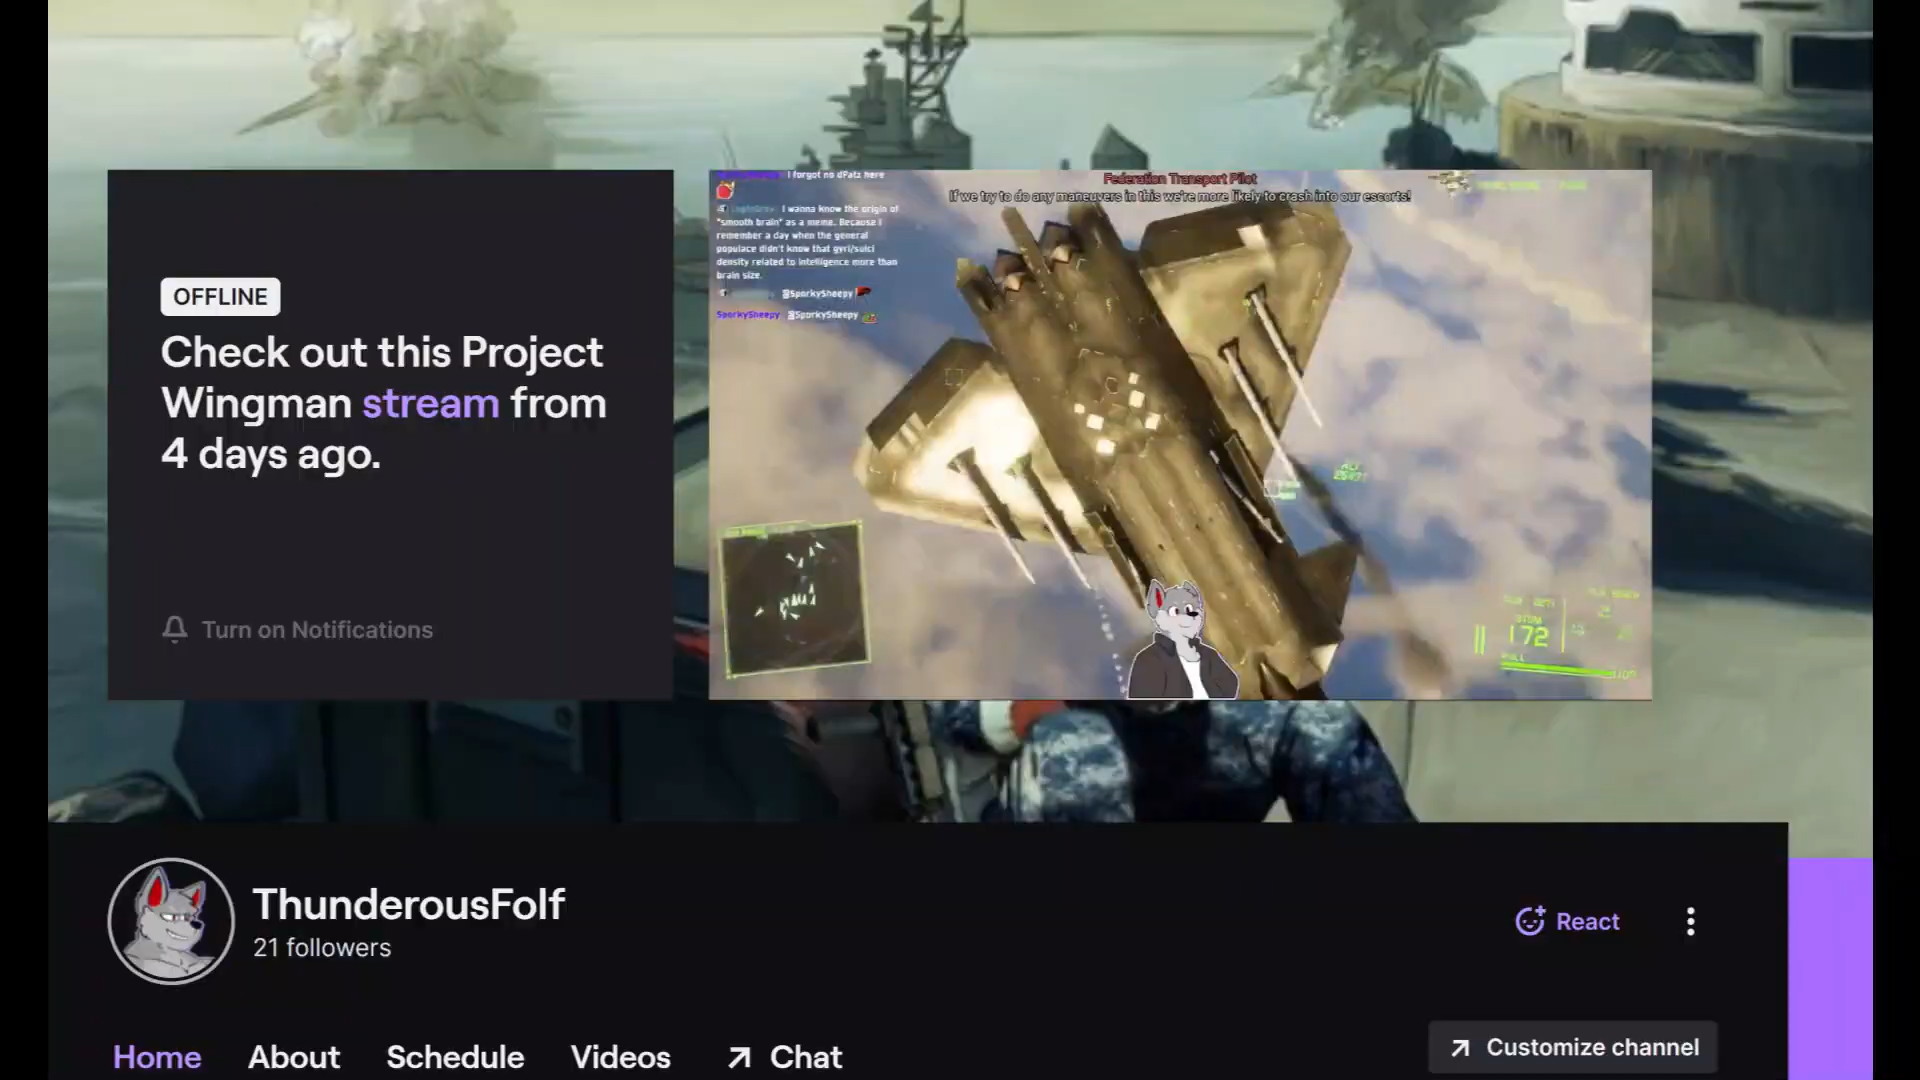 OFFLINE
Check out this Project
Wingman stream from
4 days ago.
Turn on Notifications
I forgot no dPatz here
I wanna know the origin of
"smooth brain" as a meme. Because I
remember a day when the general
populace didn't know that gyri/sulci
density related to intelligence more than
brain size.
@SporkySheepy
SporkySheepy @SporkySheepy
Federation Transport Pilot
If we try to do any maneuvers in this we're more likely to crash into our escorts!
172
ThunderousFolf
21 followers
React
Home About Schedule Videos Chat
Customize channel